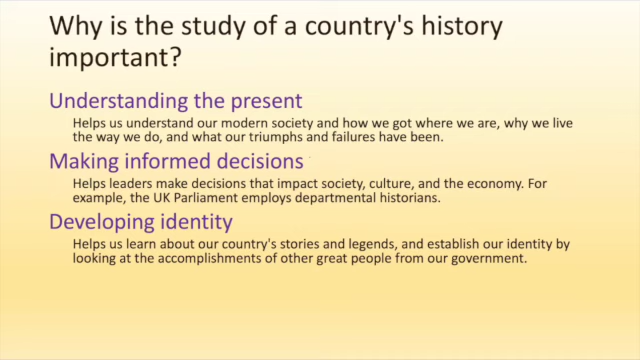 Why is the study of a country's history
important?
Understanding the present
Helps us understand our modern society and how we got where we are, why we live
the way we do, and what our triumphs and failures have been.
Making informed decisions
Helps leaders make decisions that impact society, culture, and the economy. For
example, the UK Parliament employs departmental historians.
Developing identity
Helps us learn about our country's stories and legends, and establish our identity by
looking at the accomplishments of other great people from our government.